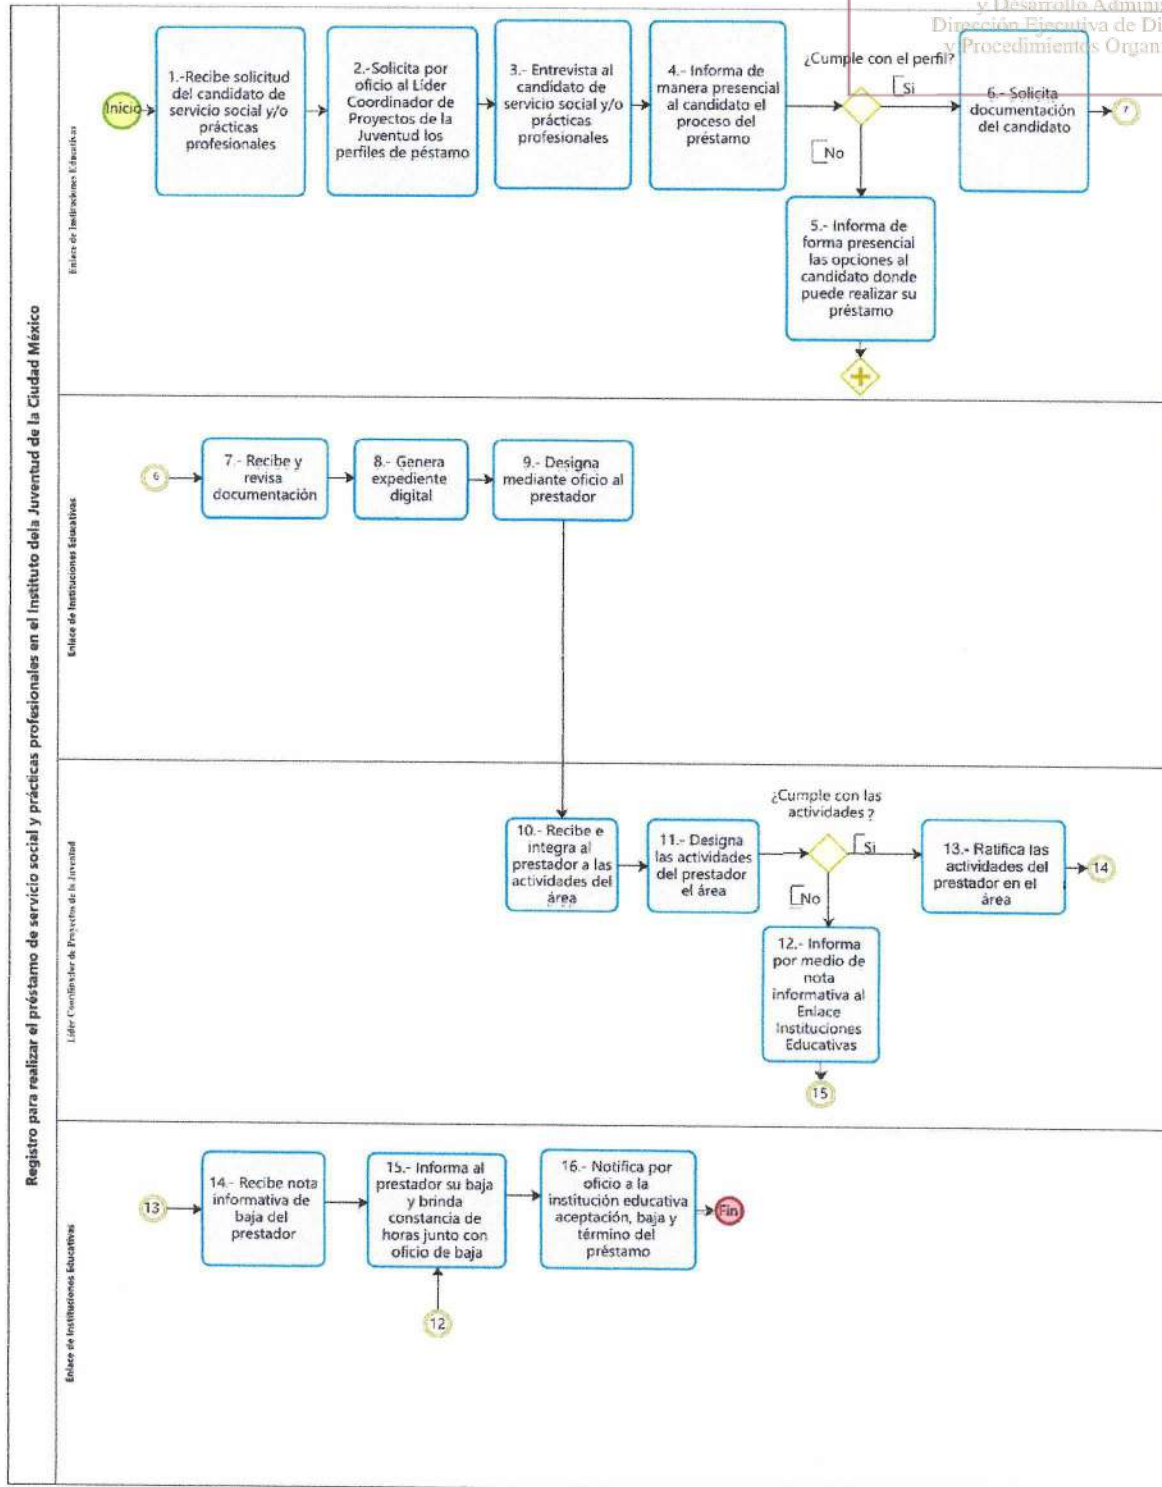 y Desarrollo Adminis
Dirección Ejecutiva de Di
y Procedimientos Organi
Registro para realizar el préstamo de servicio social y prácticas profesionales en el Instituto dela Juventud de la Ciudad México
Enlace de Instituciones Educativas
Inicio
1.-Recibe solicitud
del candidato de
servicio social y/o
prácticas
profesionales
2.-Solicita por
oficio al Líder
Coordinador de
Proyectos de la
Juventud los
perfiles de péstamo
3.- Entrevista al
candidato de
servicio social y/o
prácticas
profesionales
4.- Informa de
manera presencial
al candidato el
proceso del
préstamo
¿Cumple con el perfil?
Si
No
6.- Solicita
documentación
del candidato
7
5.- Informa de
forma presencial
las opciones al
candidato donde
puede realizar su
préstamo
Enlace de Instituciones Educativas
6
7.- Recibe y
revisa
documentación
8.- Genera
expediente
digital
9.- Designa
mediante oficio al
prestador
Líder Coordinador de Proyectos de la Juventud
10.- Recibe e
integra al
prestador a las
actividades del
área
11.- Designa
las actividades
del prestador
el área
¿Cumple con las
actividades ?
Si
No
13.- Ratifica las
actividades del
prestador en el
área
14
12.- Informa
por medio de
nota
informativa al
Enlace
Instituciones
Educativas
15
Enlace de Instituciones Educativas
13
14.- Recibe nota
informativa de
baja del
prestador
15.- Informa al
prestador su baja
y brinda
constancia de
horas junto con
oficio de baja
16.- Notifica por
oficio a la
institución educativa
aceptación, baja y
término del
préstamo
Fin
12